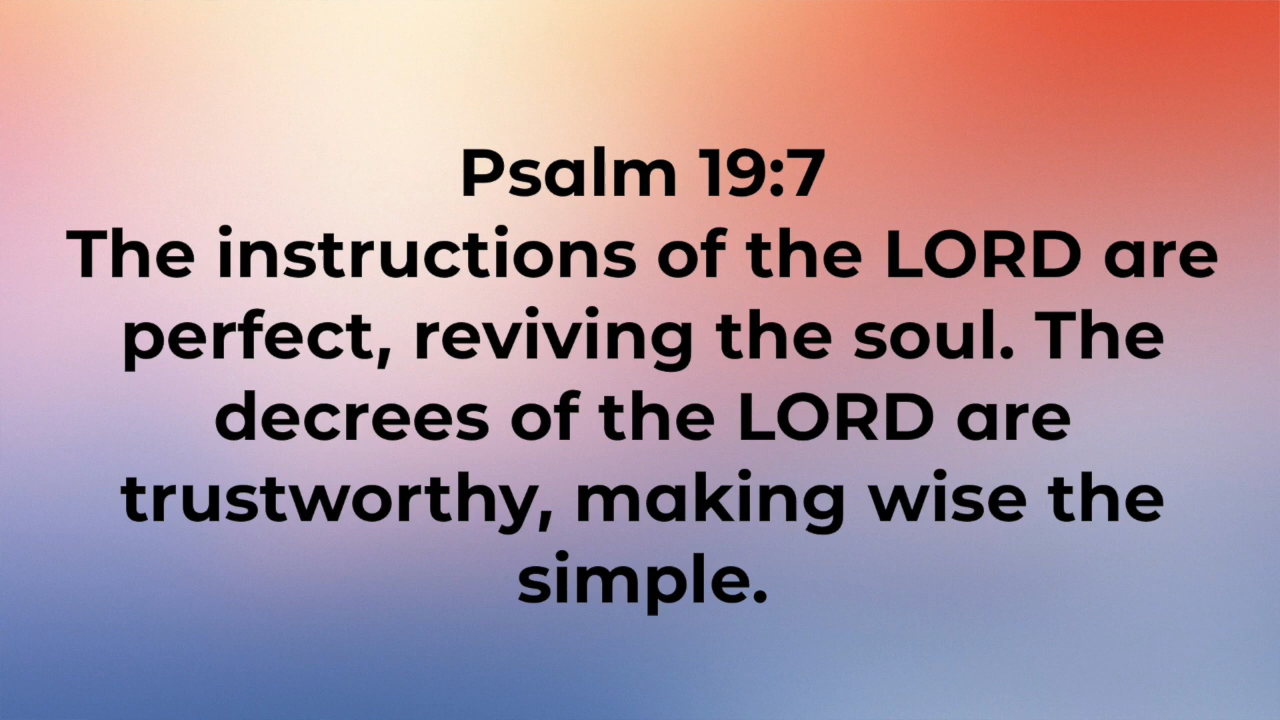 Psalm 19:7
The instructions of the LORD are
perfect, reviving the soul. The
decrees of the LORD are
trustworthy, making wise the
simple.